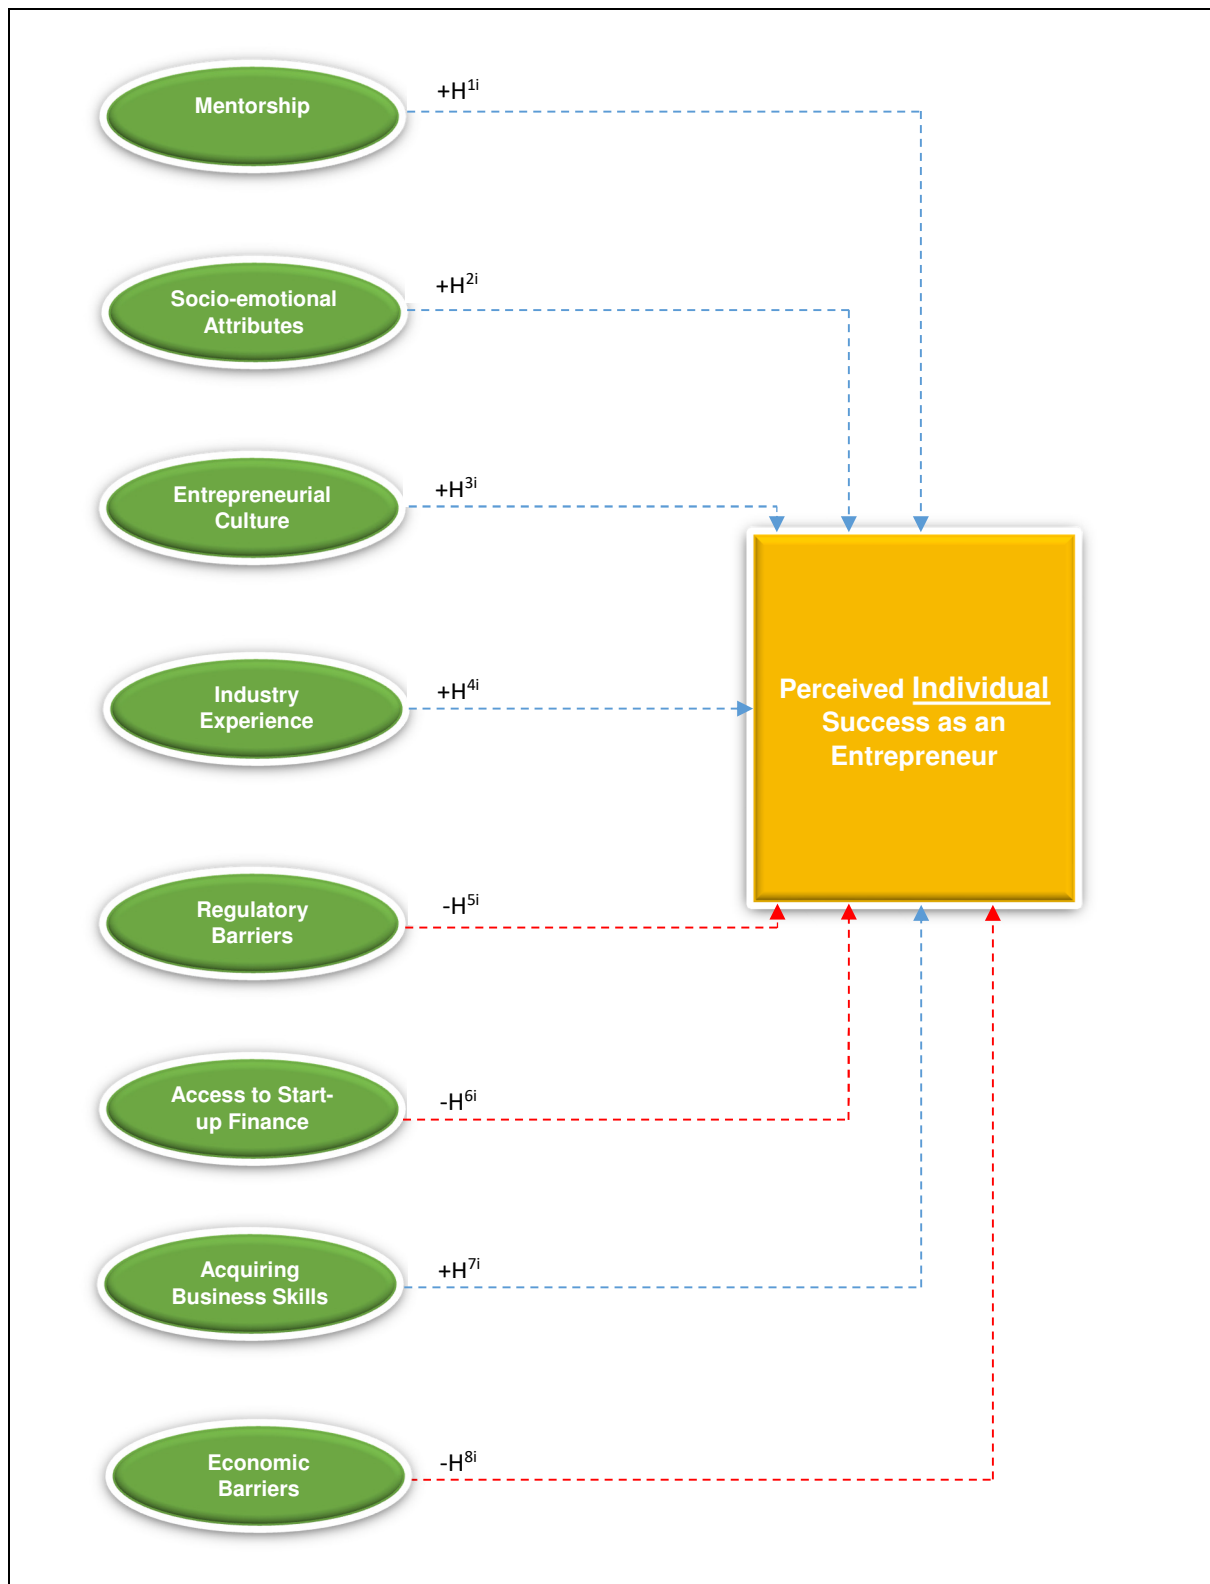 Mentorship
+H1i
Socio-emotional
Attributes
+H2i
Entrepreneurial
Culture
+H3i
Industry
Experience
+H4i
Perceived Individual
Success as an
Entrepreneur
Regulatory
Barriers
-H5i
Access to Start-
up Finance
-H6i
Acquiring
Business Skills
+H7i
Economic
Barriers
-H8i